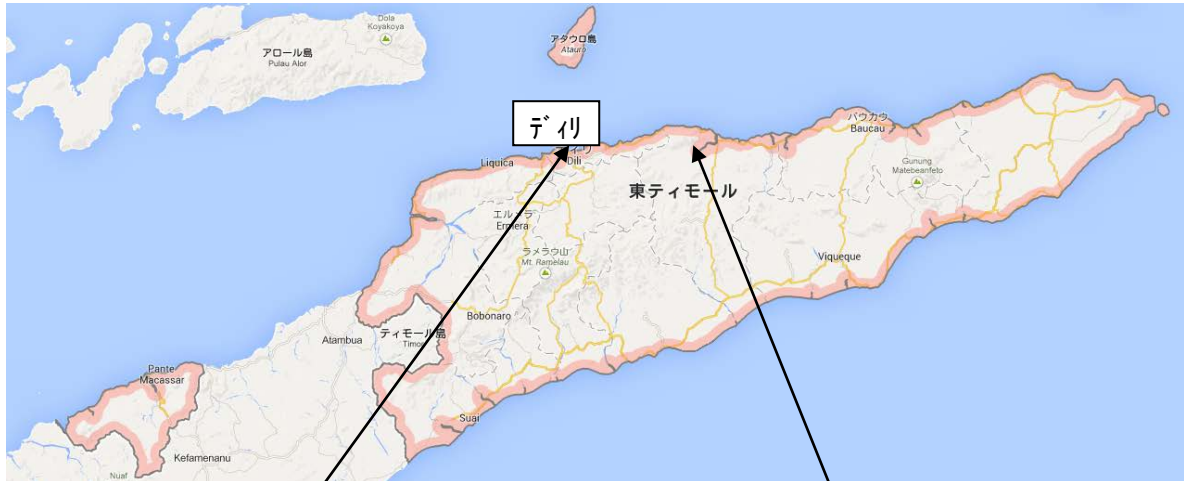 Dola
Koyakoya
アロール島
Pulau Alor
アタウロ島
Atauro
ディリ
Dili
Liquica
バウカウ
Baucau
Gunung
Matebeanfeto
東ティモール
エルメラ
Ermera
ラメラウ山
Mt. Ramelau
Viqueque
Bobonaro
ティモール島
Timor
Atambua
Pante
Macassar
Suai
Kefamenanu
Nuaf